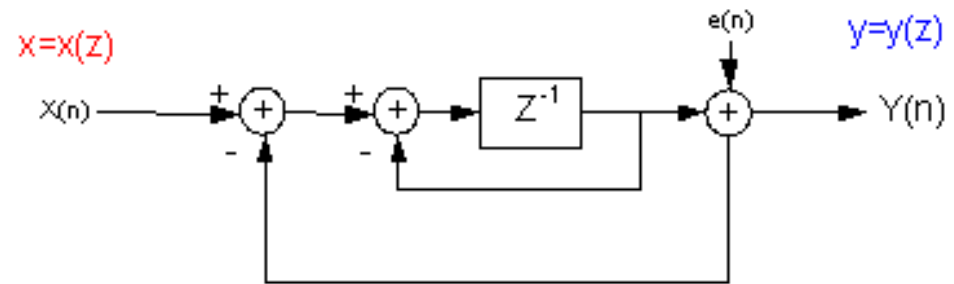 e(n)
x=x(z)
y=y(z)
X(n)
+
+
+
+
Z⁻¹
+
Y(n)
-
-